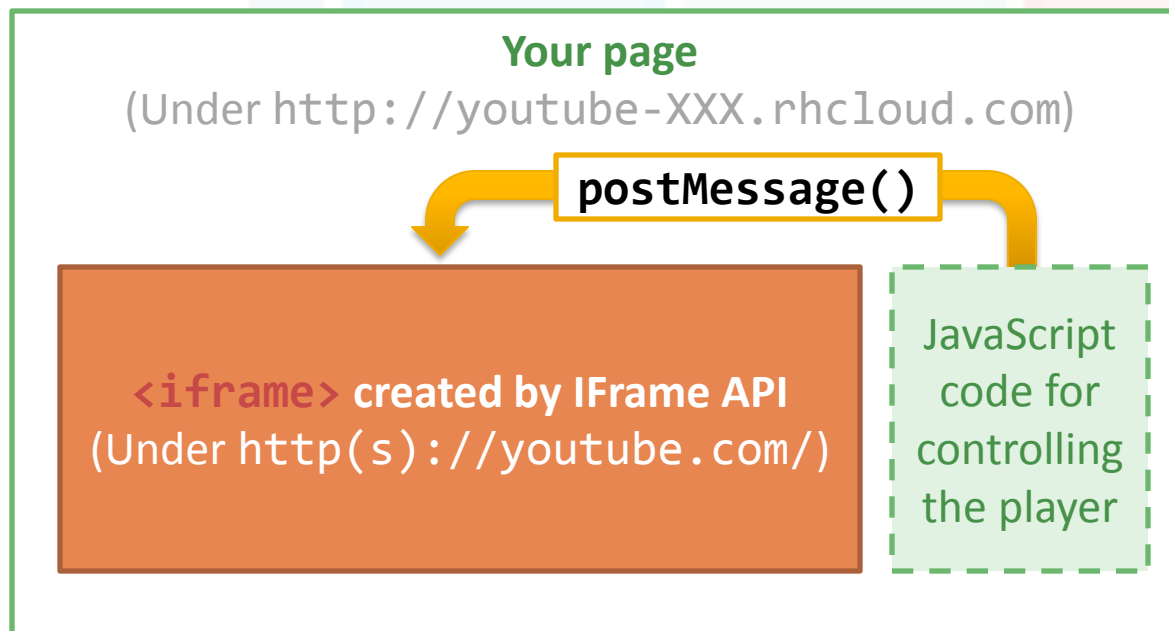 Your page
(Under http://youtube-XXX.rhcloud.com)
postMessage()
<iframe> created by IFrame API
(Under http(s)://youtube.com/)
JavaScript
code for
controlling
the player